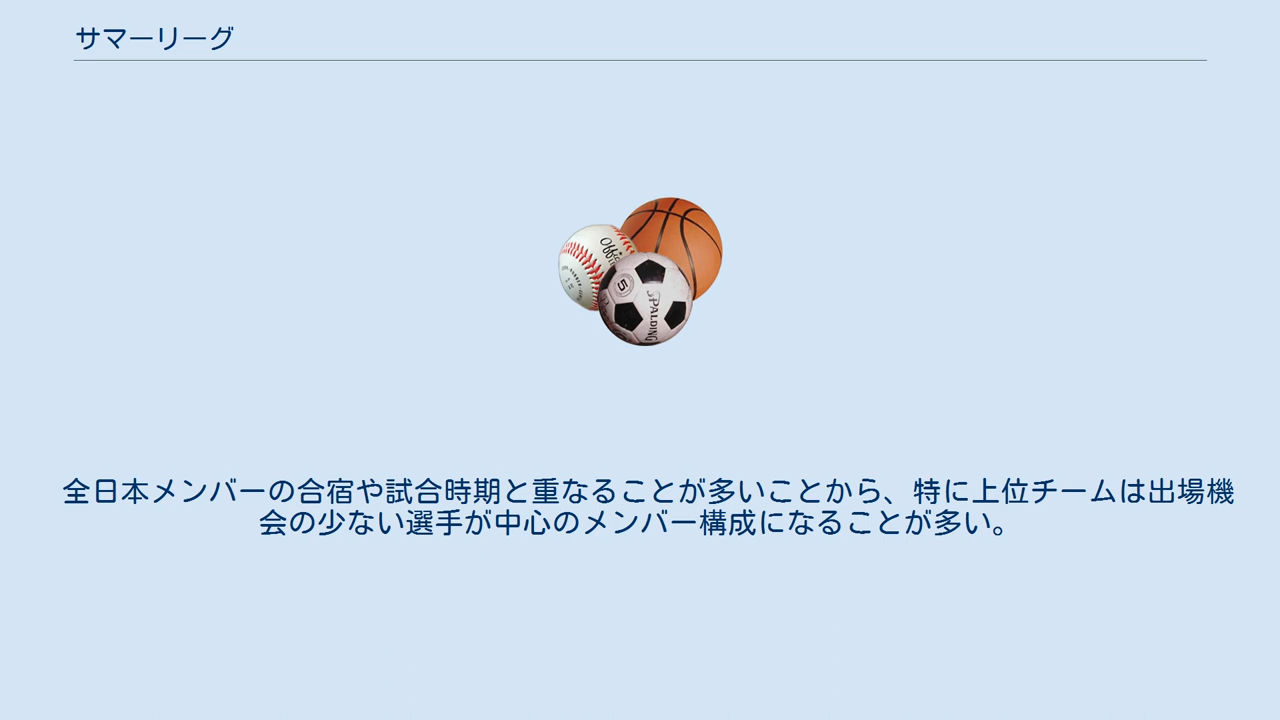 サマーリーグ
Offi
5
SPALDING
全日本メンバーの合宿や試合時期と重なることが多いことから、特に上位チームは出場機
会の少ない選手が中心のメンバー構成になることが多い。